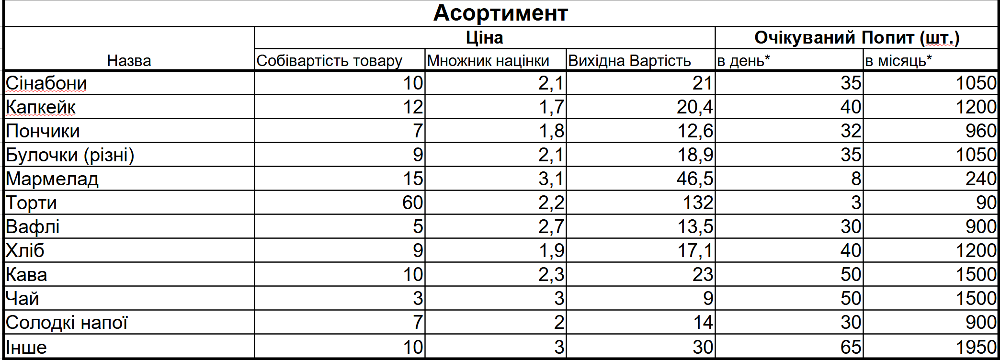 Асортимент
Ціна Очікуваний Попит (шт.)
Назва Собівартість товару Множник націнки Вихідна Вартість в день* в місяць*
Сінабони 10 2,1 21 35 1050
Капкейк 12 1,7 20,4 40 1200
Пончики 7 1,8 12,6 32 960
Булочки (різні) 9 2,1 18,9 35 1050
Мармелад 15 3,1 46,5 8 240
Торти 60 2,2 132 3 90
Вафлі 5 2,7 13,5 30 900
Хліб 9 1,9 17,1 40 1200
Кава 10 2,3 23 50 1500
Чай 3 3 9 50 1500
Солодкі напої 7 2 14 30 900
Інше 10 3 30 65 1950